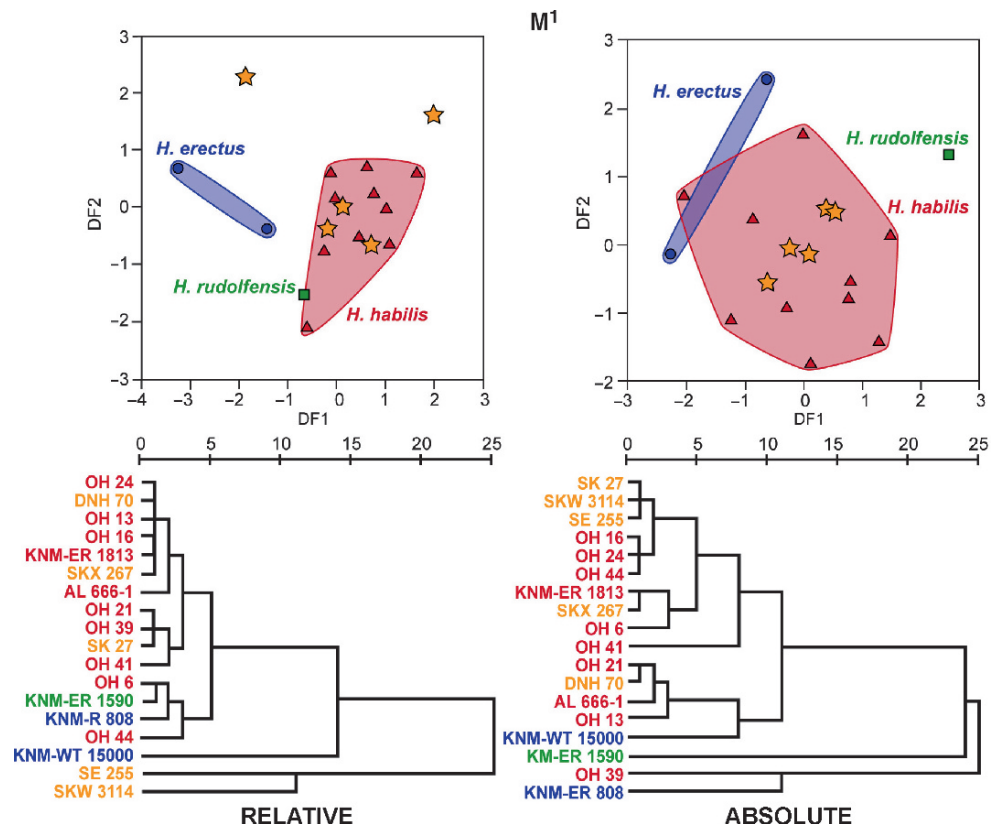 M¹
3
2
1
0
−1
−2
−3
DF2
H. erectus
H. rudolfensis
H. habilis
−4
−3
−2
−1
0
1
2
3
DF1
3
2
1
0
−1
−2
DF2
H. erectus
H. rudolfensis
H. habilis
−3
−2
−1
0
1
2
3
DF1
0 5 10 15 20 25
OH 24
DNH 70
OH 13
OH 16
KNM-ER 1813
SKX 267
AL 666-1
OH 21
OH 39
SK 27
OH 41
OH 6
KNM-ER 1590
KNM-R 808
OH 44
KNM-WT 15000
SE 255
SKW 3114
RELATIVE
0 5 10 15 20 25
SK 27
SKW 3114
SE 255
OH 16
OH 24
OH 44
KNM-ER 1813
SKX 267
OH 6
OH 41
OH 21
DNH 70
AL 666-1
OH 13
KNM-WT 15000
KM-ER 1590
OH 39
KNM-ER 808
ABSOLUTE